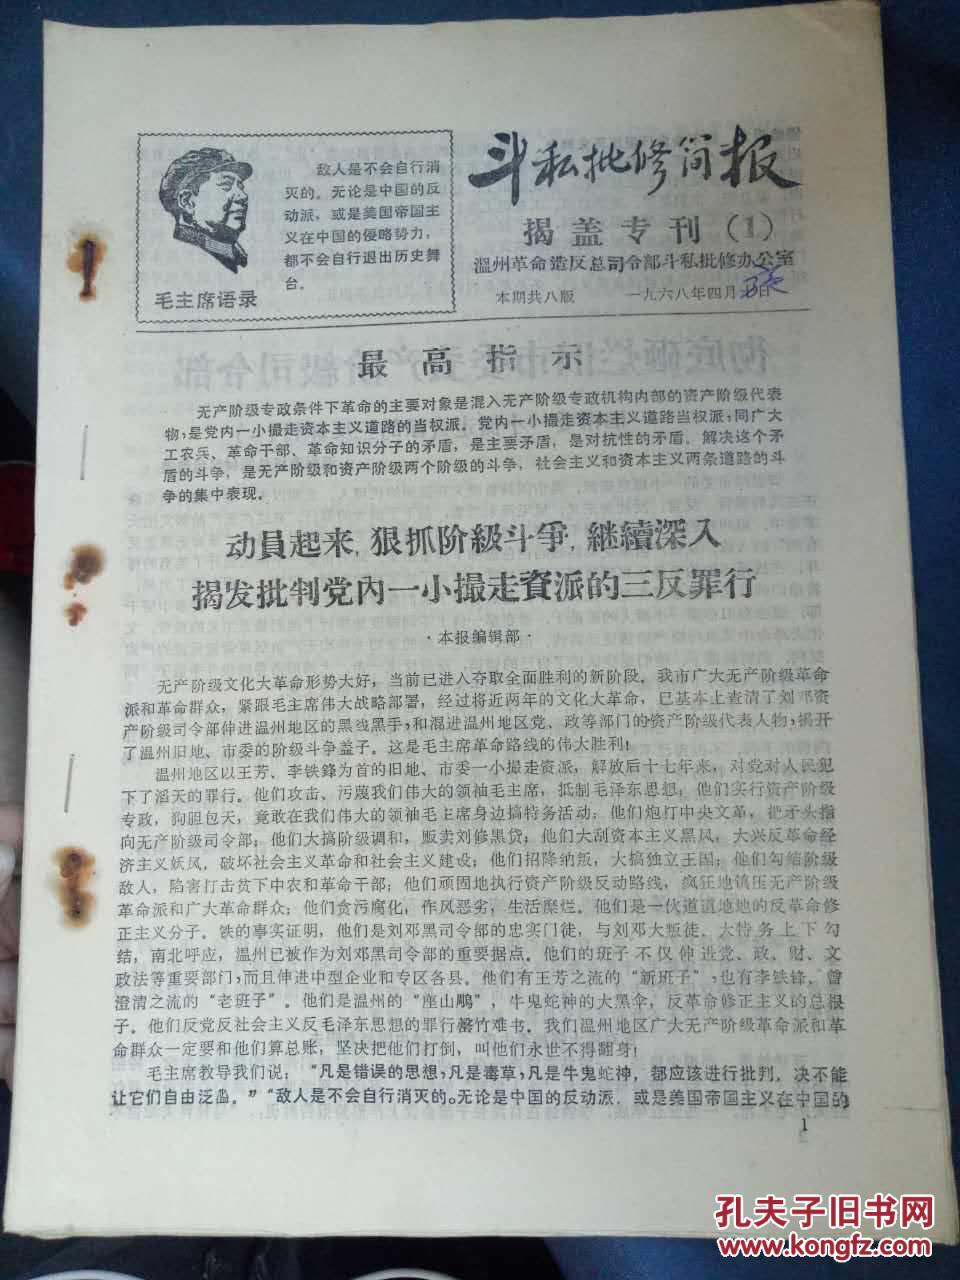 敌人是不会自行消
灭的。无论是中国的反
动派，或是美国帝国主
义在中国的侵略势力，
都不会自行退出历史舞
台。
毛主席语录
斗私批修简报
揭盖专刊（1）
温州革命造反总司令部斗私批修办公室
本期共八版 一九六八年四月 日
最高指示
无产阶级专政条件下革命的主要对象是混入无产阶级专政机构内部的资产阶级代表
物，是党内一小撮走资本主义道路的当权派。党内一小撮走资本主义道路当权派，同广大
工农兵、革命干部、革命知识分子的矛盾，是主要矛盾，是对抗性的矛盾。解决这个矛
盾的斗争，是无产阶级和资产阶级两个阶级的斗争，社会主义和资本主义两条道路的斗
争的集中表现。
动員起来，狠抓阶級斗爭，継續深入
揭发批判党内一小撮走資派的三反罪行
·本报编辑部·
无产阶级文化大革命形势大好，当前已进入夺取全面胜利的新阶段。我市广大无产阶级革命
派和革命群众，紧跟毛主席伟大战略部署，经过将近两年的文化大革命，已基本上查清了刘邓资
产阶级司令部伸进温州地区的黑线黑手；和混进温州地区党、政等部门的资产阶级代表人物，揭开
了温州旧地、市委的阶级斗争盖子。这是毛主席革命路线的伟大胜利！
温州地区以王芳、李铁鋒为首的旧地、市委一小撮走资派，解放后十七年来，对党对人民犯
下了滔天的罪行。他们攻击、污蔑我们伟大的领袖毛主席，抵制毛泽东思想；他们实行资产阶级
专政，狗胆包天，竟敢在我们伟大的领袖毛主席身边搞特务活动；他们炮打中央文革，把矛头指
向无产阶级司令部；他们大搞阶级调和，贩卖刘修黑货；他们大刮资本主义黑风，大兴反革命经
济主义妖风，破坏社会主义革命和社会主义建设；他们招降纳叛，大搞独立王国；他们勾结阶级
敌人，陷害打击贫下中农和革命干部；他们顽固地执行资产阶级反动路线，疯狂地镇压无产阶级
革命派和广大革命群众；他们贪污腐化，作风恶劣，生活糜烂。他们是一伙道道地地的反革命修
正主义分子。铁的事实证明，他们是刘邓黑司令部的忠实门徒，与刘邓大叛徒、大特务上下勾
结，南北呼应，温州已被作为刘邓黑司令部的重要据点。他们的班子不仅伸进党、政、财、文
政法等重要部门；而且伸进中型企业和专区各县。他们有王芳之流的“新班子”，也有李铁锋、曾
澄清之流的“老班子”。他们是温州的“座山雕”，牛鬼蛇神的大黑伞，反革命修正主义的总根
子。他们反党反社会主义反毛泽东思想的罪行罄竹难书。我们温州地区广大无产阶级革命派和革
命群众一定要和他们算总账，坚决把他们打倒，叫他们永世不得翻身！
毛主席教导我们说：“凡是错误的思想，凡是毒草，凡是牛鬼蛇神，都应该进行批判，决不能
让它们自由泛滥。”“敌人是不会自行消灭的。无论是中国的反动派，或是美国帝国主义在中国的
1
孔夫子旧书网
www.kongfz.com